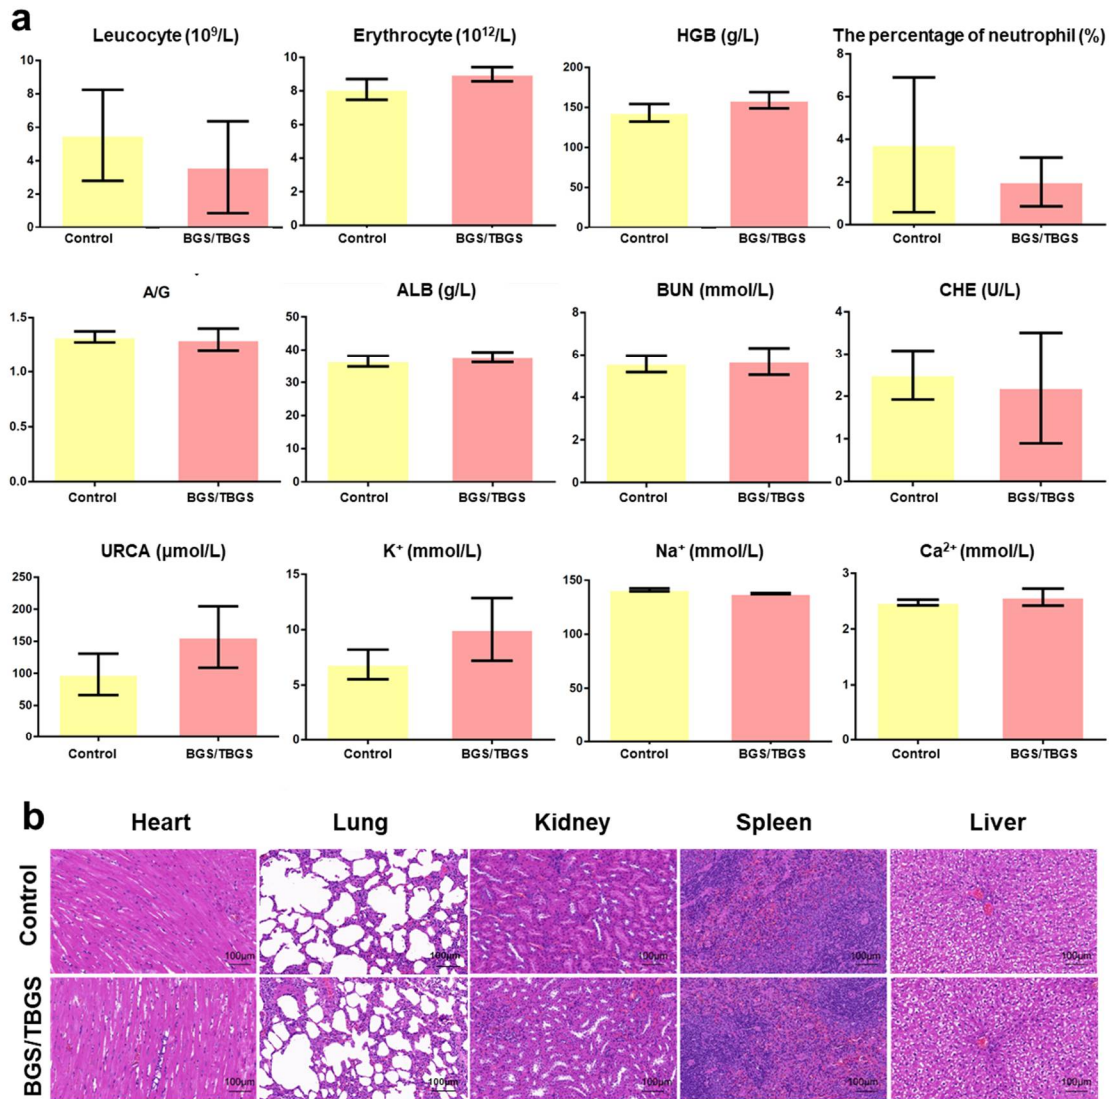 a
Leucocyte (10⁹/L) Erythrocyte (10¹²/L) HGB (g/L) The percentage of neutrophil (%)
10 8 6 4 2 0
10 8 6 4 2 0
200 150 100 50 0
8 6 4 2 0
Control BGS/TBGS Control BGS/TBGS Control BGS/TBGS Control BGS/TBGS
A/G ALB (g/L) BUN (mmol/L) CHE (U/L)
1.5 1.0 0.5 0.0
50 40 30 20 10 0
8 6 4 2 0
4 3 2 1 0
Control BGS/TBGS Control BGS/TBGS Control BGS/TBGS Control BGS/TBGS
URCA (μmol/L) K⁺ (mmol/L) Na⁺ (mmol/L) Ca²⁺ (mmol/L)
250 200 150 100 50 0
15 10 5 0
150 100 50 0
3 2 1 0
Control BGS/TBGS Control BGS/TBGS Control BGS/TBGS Control BGS/TBGS
b
Heart Lung Kidney Spleen Liver
Control
100μm 100μm 100μm 100μm 100μm
BGS/TBGS
100μm 100μm 100μm 100μm 100μm